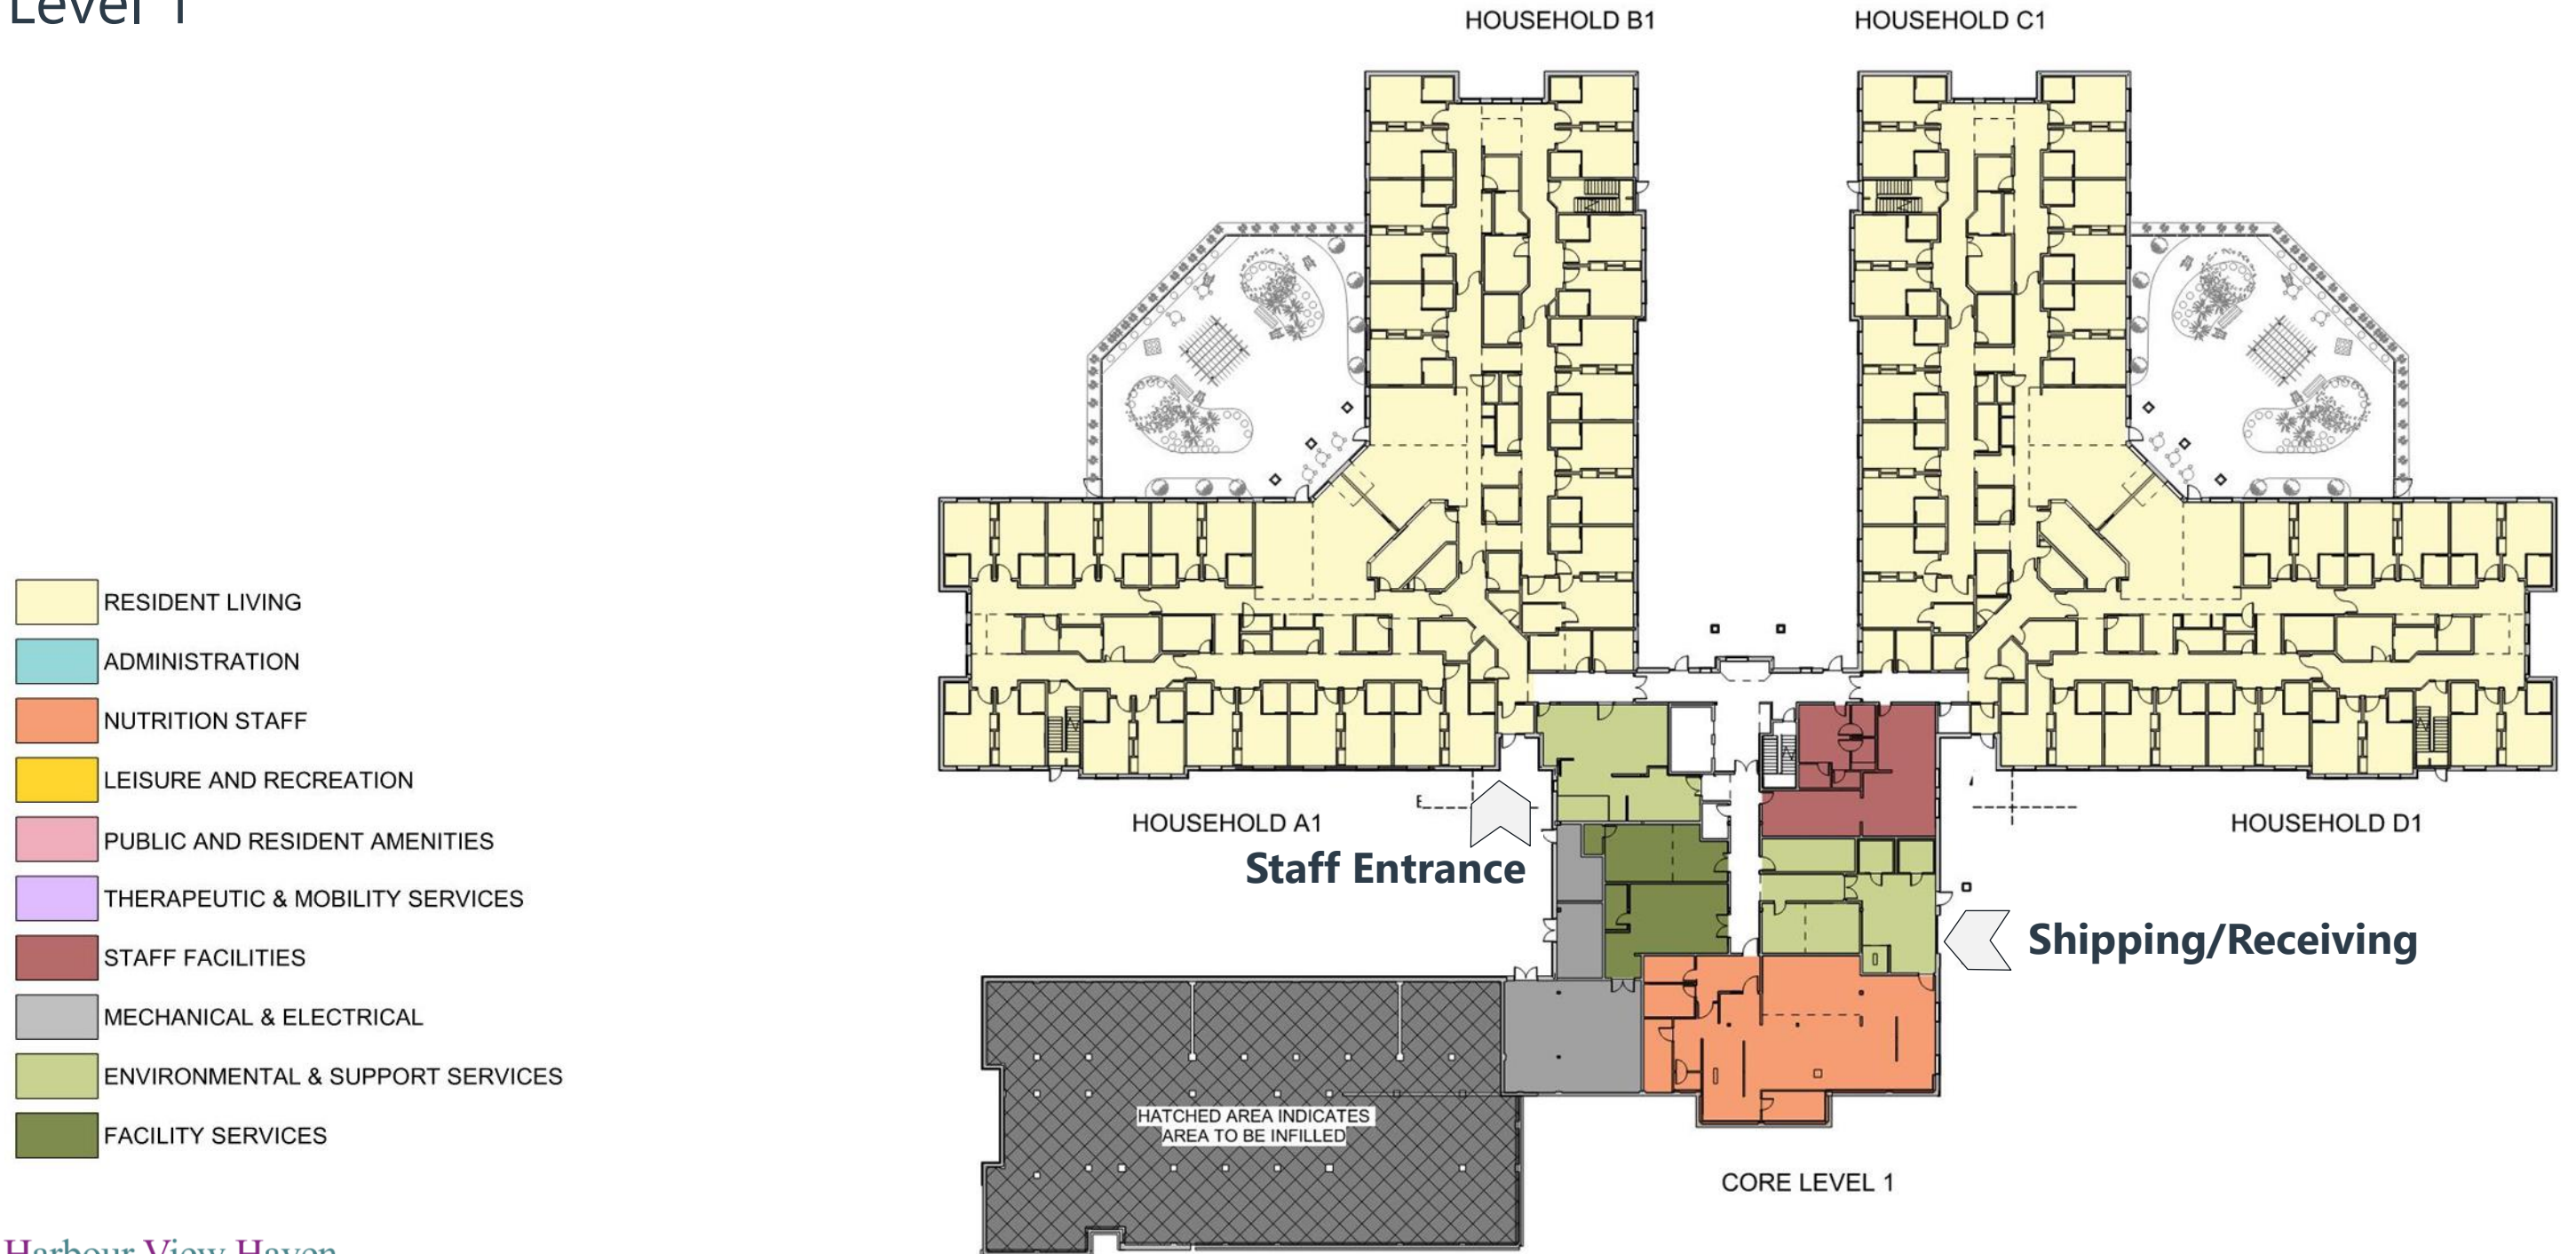 Level 1
HOUSEHOLD B1
HOUSEHOLD C1
RESIDENT LIVING
ADMINISTRATION
NUTRITION STAFF
LEISURE AND RECREATION
PUBLIC AND RESIDENT AMENITIES
THERAPEUTIC & MOBILITY SERVICES
STAFF FACILITIES
MECHANICAL & ELECTRICAL
ENVIRONMENTAL & SUPPORT SERVICES
FACILITY SERVICES
HOUSEHOLD A1
HOUSEHOLD D1
Staff Entrance
Shipping/Receiving
HATCHED AREA INDICATES
AREA TO BE INFILLED
CORE LEVEL 1
Harbour View Haven